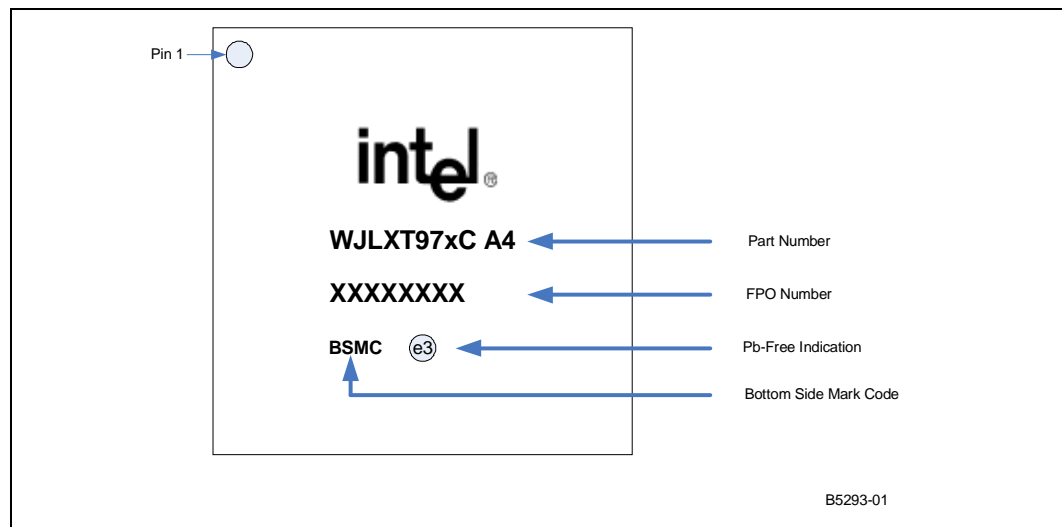 Pin 1
intel®
WJLXT97xC A4
Part Number
XXXXXXXX
FPO Number
BSMC
e3
Pb-Free Indication
Bottom Side Mark Code
B5293-01